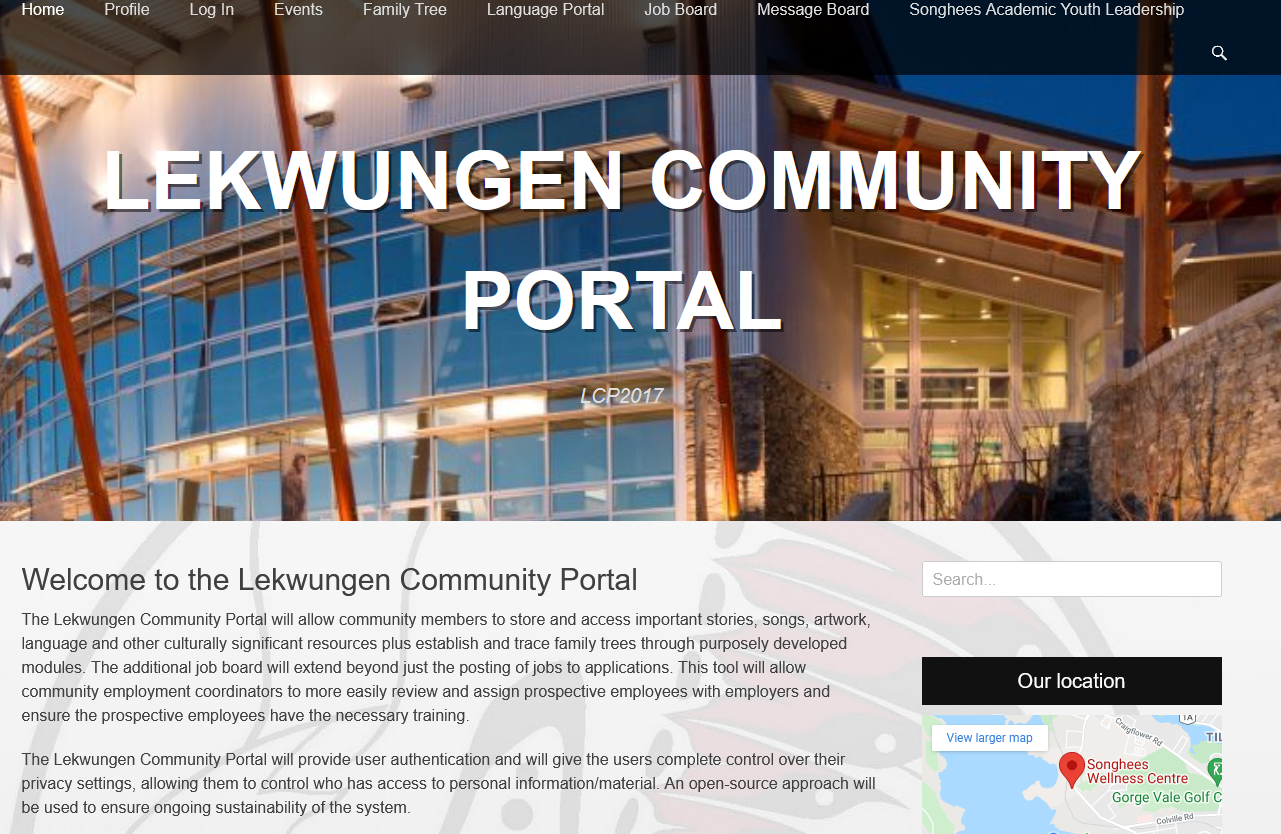 Home Profile Log In Events Family Tree Language Portal Job Board Message Board Songhees Academic Youth Leadership
LEKWUNGEN COMMUNITY
PORTAL
LCP2017
Welcome to the Lekwungen Community Portal
The Lekwungen Community Portal will allow community members to store and access important stories, songs, artwork,
language and other culturally significant resources plus establish and trace family trees through purposely developed
modules. The additional job board will extend beyond just the posting of jobs to applications. This tool will allow
community employment coordinators to more easily review and assign prospective employees with employers and
ensure the prospective employees have the necessary training.
The Lekwungen Community Portal will provide user authentication and will give the users complete control over their
privacy settings, allowing them to control who has access to personal information/material. An open-source approach will
be used to ensure ongoing sustainability of the system.
Search...
Our location
View larger map
Craigflower Rd
1A
TIL
Songhees
Wellness Centre
Gorge Vale Golf C
Colville Rd